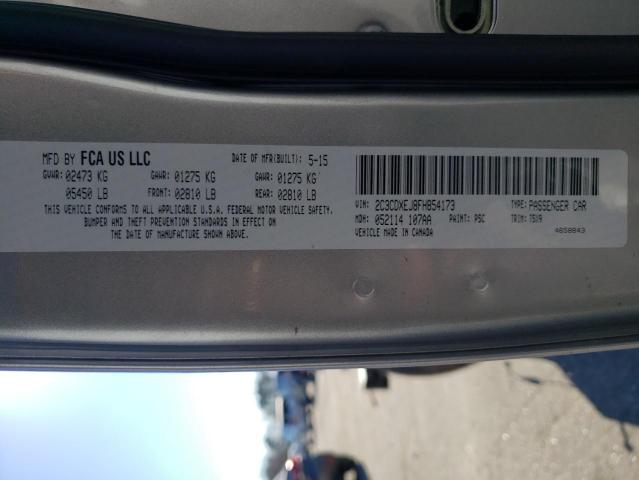 MFD BY FCA US LLC DATE OF MFR(BUILT): 5-15
GVWR: 02473 KG GAWR: 01275 KG GAWR: 01275 KG
05450 LB FRONT: 02810 LB REAR: 02810 LB
THIS VEHICLE CONFORMS TO ALL APPLICABLE U.S.A. FEDERAL MOTOR VEHICLE SAFETY,
BUMPER AND THEFT PREVENTION STANDARDS IN EFFECT ON
THE DATE OF MANUFACTURE SHOWN ABOVE.
VIN: 2C3CDXEJ8FH854173 TYPE: PASSENGER CAR
MDH: 052114 107AA PAINT: PSC TRIM: T5X9
VEHICLE MADE IN CANADA 4658843